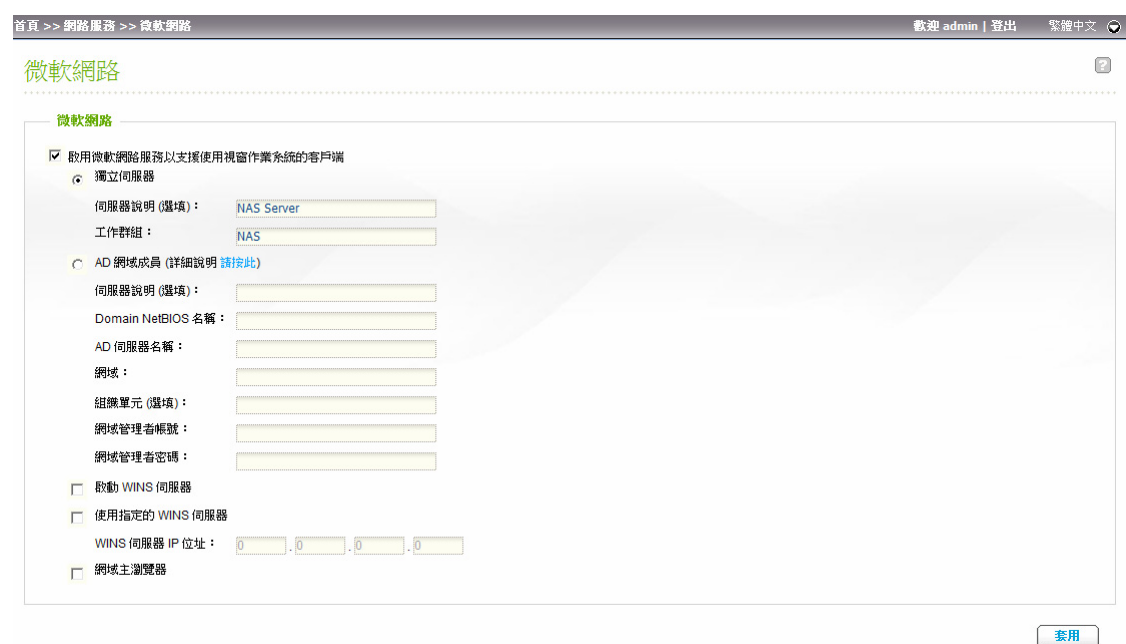 首頁 >> 網路服務 >> 微軟網路 歡迎 admin | 登出 繁體中文
微軟網路 ?
微軟網路
啟用微軟網路服務以支援使用視窗作業系統的客戶端
獨立伺服器
伺服器說明 (選填)： NAS Server
工作群組： NAS
AD 網域成員 (詳細說明 請按此)
伺服器說明 (選填)：
Domain NetBIOS 名稱：
AD 伺服器名稱：
網域：
組織單元 (選填)：
網域管理者帳號：
網域管理者密碼：
啟動 WINS 伺服器
使用指定的 WINS 伺服器
WINS 伺服器 IP 位址： 0 . 0 . 0 . 0
網域主瀏覽器
套用